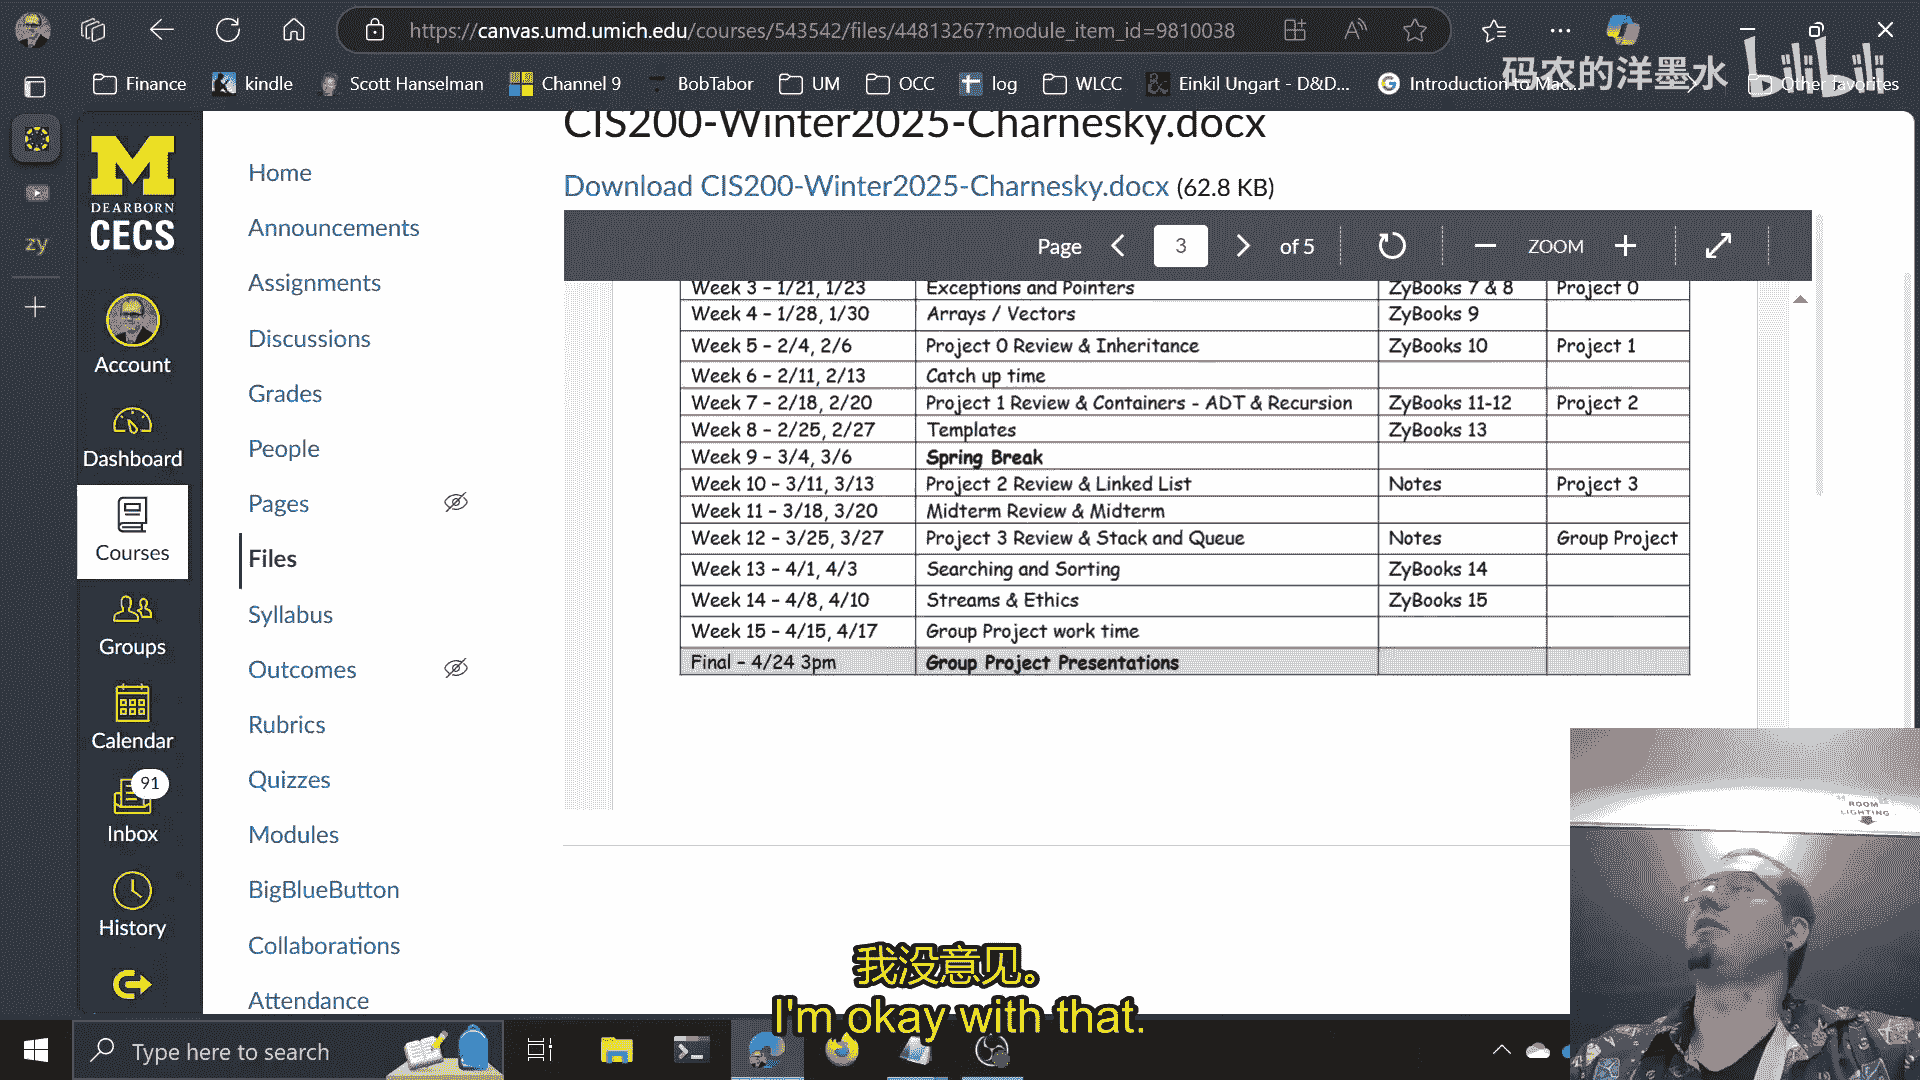 https://canvas.umd.umich.edu/courses/543542/files/44813267?module_item_id=9810038
码农的洋墨水 bilibili
Finance kindle Scott Hanselman Channel 9 BobTabor UM OCC log WLCC Einkil Ungart - D&D... Introduction to Mac... Other favorites
CIS200-Winter2025-Charnesky.docx
Download CIS200-Winter2025-Charnesky.docx (62.8 KB)
Page 3 of 5 ZOOM
M
DEARBORN
CECS
zy
Account
Dashboard
Courses
Groups
Calendar
91
Inbox
History
Home
Announcements
Assignments
Discussions
Grades
People
Pages
Files
Syllabus
Outcomes
Rubrics
Quizzes
Modules
BigBlueButton
Collaborations
Attendance
Week 3 – 1/21, 1/23 Exceptions and Pointers ZyBooks 7 & 8 Project 0
Week 4 – 1/28, 1/30 Arrays / Vectors ZyBooks 9
Week 5 – 2/4, 2/6 Project 0 Review & Inheritance ZyBooks 10 Project 1
Week 6 – 2/11, 2/13 Catch up time
Week 7 – 2/18, 2/20 Project 1 Review & Containers - ADT & Recursion ZyBooks 11-12 Project 2
Week 8 – 2/25, 2/27 Templates ZyBooks 13
Week 9 – 3/4, 3/6 Spring Break
Week 10 – 3/11, 3/13 Project 2 Review & Linked List Notes Project 3
Week 11 – 3/18, 3/20 Midterm Review & Midterm
Week 12 – 3/25, 3/27 Project 3 Review & Stack and Queue Notes Group Project
Week 13 – 4/1, 4/3 Searching and Sorting ZyBooks 14
Week 14 – 4/8, 4/10 Streams & Ethics ZyBooks 15
Week 15 – 4/15, 4/17 Group Project work time
Final – 4/24 3pm Group Project Presentations
ROOM
LIGHTING
我没意见。
I'm okay with that.
Type here to search